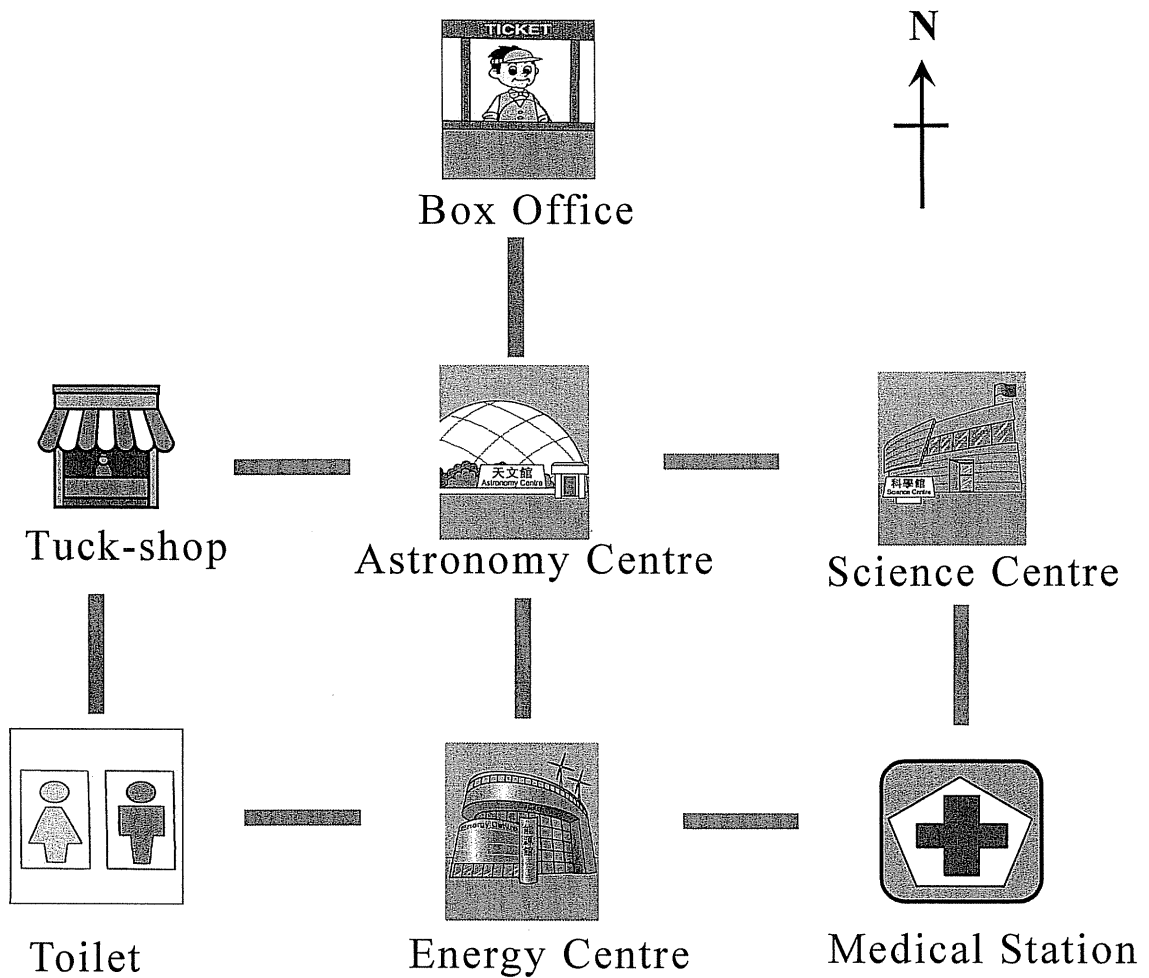 TICKET
N
Box Office
天文館
Astronomy Centre
科學館
Science Centre
Tuck-shop
Astronomy Centre
Science Centre
Toilet
Energy Centre
Medical Station